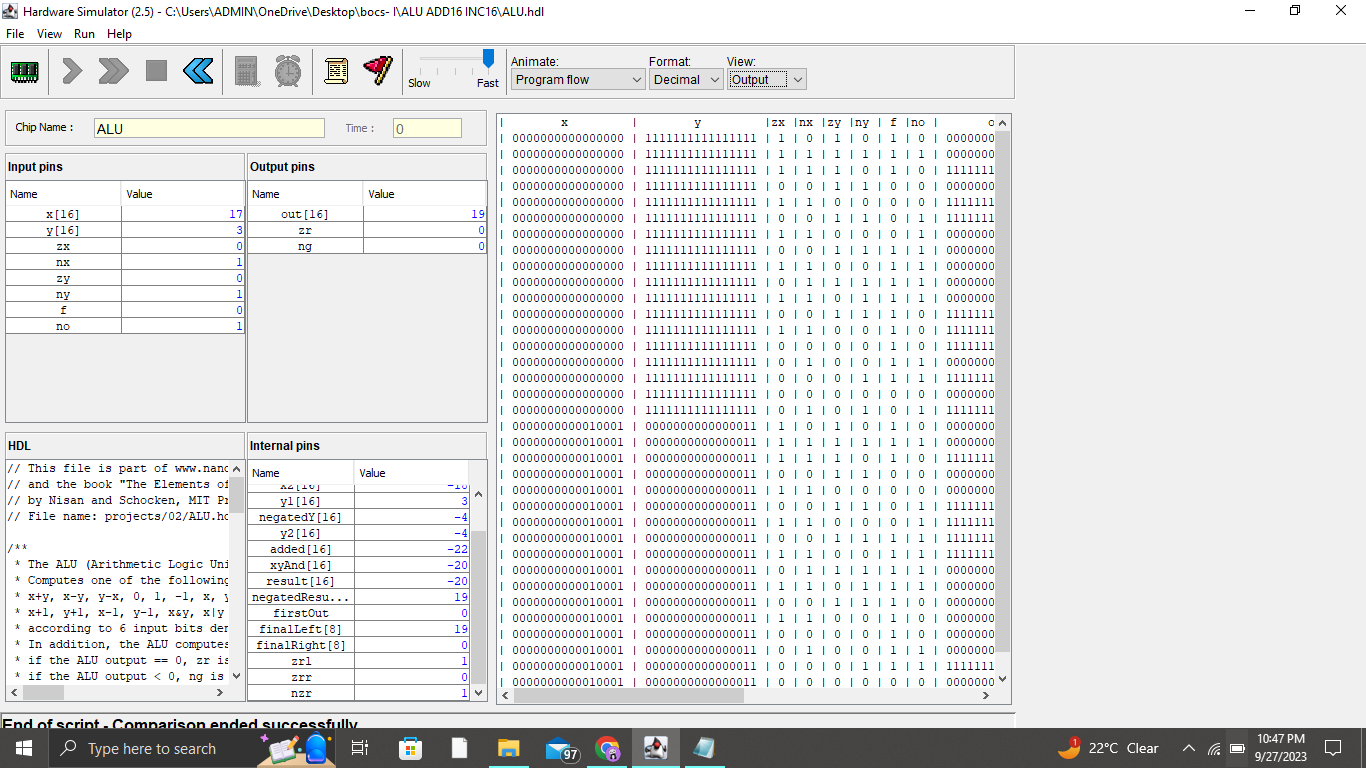 Hardware Simulator (2.5) - C:\Users\ADMIN\OneDrive\Desktop\bocs- I\ALU ADD16 INC16\ALU.hdl
File View Run Help
Slow Fast
Animate: Format: View:
Program flow Decimal Output
Chip Name : ALU Time : 0
Input pins
Name Value
x[16] 17
y[16] 3
zx 0
nx 1
zy 0
ny 1
f 0
no 1
Output pins
Name Value
out[16] 19
zr 0
ng 0
HDL
// This file is part of www.nand
// and the book "The Elements of
// by Nisan and Schocken, MIT Pr
// File name: projects/02/ALU.hd
/**
* The ALU (Arithmetic Logic Uni
* Computes one of the following
* x+y, x-y, y-x, 0, 1, -1, x, y
* x+1, y+1, x-1, y-1, x&y, x|y
* according to 6 input bits den
* In addition, the ALU computes
* if the ALU output == 0, zr is
* if the ALU output < 0, ng is
Internal pins
Name Value
x2[16] -18
y1[16] 3
negatedY[16] -4
y2[16] -4
added[16] -22
xyAnd[16] -20
result[16] -20
negatedResu... 19
firstOut 0
finalLeft[8] 19
finalRight[8] 0
zrl 1
zrr 0
nzr 1
| x | y |zx |nx |zy |ny | f |no | o
| 0000000000000000 | 1111111111111111 | 1 | 0 | 1 | 0 | 1 | 0 | 0000000
| 0000000000000000 | 1111111111111111 | 1 | 1 | 1 | 1 | 1 | 1 | 0000000
| 0000000000000000 | 1111111111111111 | 1 | 1 | 1 | 0 | 1 | 0 | 1111111
| 0000000000000000 | 1111111111111111 | 0 | 0 | 1 | 1 | 0 | 0 | 0000000
| 0000000000000000 | 1111111111111111 | 1 | 1 | 0 | 0 | 0 | 0 | 1111111
| 0000000000000000 | 1111111111111111 | 0 | 0 | 1 | 1 | 0 | 1 | 1111111
| 0000000000000000 | 1111111111111111 | 1 | 1 | 0 | 0 | 0 | 1 | 0000000
| 0000000000000000 | 1111111111111111 | 0 | 0 | 1 | 1 | 1 | 1 | 0000000
| 0000000000000000 | 1111111111111111 | 1 | 1 | 0 | 0 | 1 | 1 | 0000000
| 0000000000000000 | 1111111111111111 | 0 | 1 | 1 | 1 | 1 | 1 | 0000000
| 0000000000000000 | 1111111111111111 | 1 | 1 | 0 | 1 | 1 | 1 | 0000000
| 0000000000000000 | 1111111111111111 | 0 | 0 | 1 | 1 | 1 | 0 | 1111111
| 0000000000000000 | 1111111111111111 | 1 | 1 | 0 | 0 | 1 | 0 | 1111111
| 0000000000000000 | 1111111111111111 | 0 | 0 | 0 | 0 | 1 | 0 | 1111111
| 0000000000000000 | 1111111111111111 | 0 | 1 | 0 | 0 | 1 | 1 | 0000000
| 0000000000000000 | 1111111111111111 | 0 | 0 | 0 | 1 | 1 | 1 | 1111111
| 0000000000000000 | 1111111111111111 | 0 | 0 | 0 | 0 | 0 | 0 | 0000000
| 0000000000000000 | 1111111111111111 | 0 | 1 | 0 | 1 | 0 | 1 | 1111111
| 0000000000010001 | 0000000000000011 | 1 | 0 | 1 | 0 | 1 | 0 | 0000000
| 0000000000010001 | 0000000000000011 | 1 | 1 | 1 | 1 | 1 | 1 | 0000000
| 0000000000010001 | 0000000000000011 | 1 | 1 | 1 | 0 | 1 | 0 | 1111111
| 0000000000010001 | 0000000000000011 | 0 | 0 | 1 | 1 | 0 | 0 | 0000000
| 0000000000010001 | 0000000000000011 | 1 | 1 | 0 | 0 | 0 | 0 | 0000000
| 0000000000010001 | 0000000000000011 | 0 | 0 | 1 | 1 | 0 | 1 | 1111111
| 0000000000010001 | 0000000000000011 | 1 | 1 | 0 | 0 | 0 | 1 | 1111111
| 0000000000010001 | 0000000000000011 | 0 | 0 | 1 | 1 | 1 | 1 | 1111111
| 0000000000010001 | 0000000000000011 | 1 | 1 | 0 | 0 | 1 | 1 | 1111111
| 0000000000010001 | 0000000000000011 | 0 | 1 | 1 | 1 | 1 | 1 | 0000000
| 0000000000010001 | 0000000000000011 | 1 | 1 | 0 | 1 | 1 | 1 | 0000000
| 0000000000010001 | 0000000000000011 | 0 | 0 | 1 | 1 | 1 | 0 | 0000000
| 0000000000010001 | 0000000000000011 | 1 | 1 | 0 | 0 | 1 | 0 | 0000000
| 0000000000010001 | 0000000000000011 | 0 | 0 | 0 | 0 | 1 | 0 | 0000000
| 0000000000010001 | 0000000000000011 | 0 | 1 | 0 | 0 | 1 | 1 | 0000000
| 0000000000010001 | 0000000000000011 | 0 | 0 | 0 | 1 | 1 | 1 | 1111111
| 0000000000010001 | 0000000000000011 | 0 | 0 | 0 | 0 | 0 | 0 | 0000000
End of script - Comparison ended successfully
Type here to search
97
1
22°C Clear
10:47 PM
9/27/2023